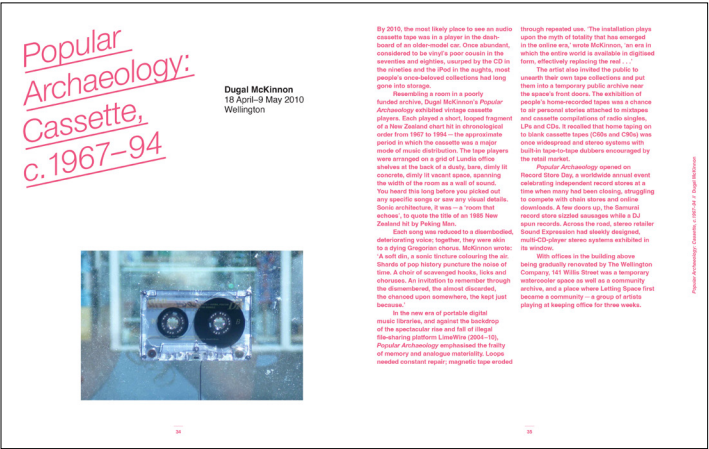 Popular
Archaeology:
Cassette,
c.1967–94
Dugal McKinnon
18 April–9 May 2010
Wellington
34
By 2010, the most likely place to see an audio
cassette tape was in a player in the dash-
board of an older-model car. Once abundant,
considered to be vinyl's poor cousin in the
seventies and eighties, usurped by the CD in
the nineties and the iPod in the aughts, most
people's once-beloved collections had long
gone into storage.
Resembling a room in a poorly
funded archive, Dugal McKinnon's Popular
Archaeology exhibited vintage cassette
players. Each played a short, looped fragment
of a New Zealand chart hit in chronological
order from 1967 to 1994 — the approximate
period in which the cassette was a major
mode of music distribution. The tape players
were arranged on a grid of Lundia office
shelves at the back of a dusty, bare, dimly lit
concrete, dimly lit vacant space, spanning
the width of the room as a wall of sound.
You heard this long before you picked out
any specific songs or saw any visual details.
Sonic architecture, it was — a 'room that
echoes', to quote the title of an 1985 New
Zealand hit by Peking Man.
Each song was reduced to a disembodied,
deteriorating voice; together, they were akin
to a dying Gregorian chorus. McKinnon wrote:
'A soft din, a sonic tincture colouring the air.
Shards of pop history puncture the noise of
time. A choir of scavenged hooks, licks and
choruses. An invitation to remember through
the dismembered, the almost discarded,
the chanced upon somewhere, the kept just
because.'
In the new era of portable digital
music libraries, and against the backdrop
of the spectacular rise and fall of illegal
file-sharing platform LimeWire (2004–10),
Popular Archaeology emphasised the frailty
of memory and analogue materiality. Loops
needed constant repair; magnetic tape eroded
through repeated use. 'The installation plays
upon the myth of totality that has emerged
in the online era,' wrote McKinnon, 'an era in
which the entire world is available in digitised
form, effectively replacing the real . . .'
The artist also invited the public to
unearth their own tape collections and put
them into a temporary public archive near
the space's front doors. The exhibition of
people's home-recorded tapes was a chance
to air personal stories attached to mixtapes
and cassette compilations of radio singles,
LPs and CDs. It recalled that home taping on
to blank cassette tapes (C60s and C90s) was
once widespread and stereo systems with
built-in tape-to-tape dubbers encouraged by
the retail market.
Popular Archaeology opened on
Record Store Day, a worldwide annual event
celebrating independent record stores at a
time when many had been closing, struggling
to compete with chain stores and online
downloads. A few doors up, the Samurai
record store sizzled sausages while a DJ
spun records. Across the road, stereo retailer
Sound Expression had sleekly designed,
multi-CD-player stereo systems exhibited in
its window.
With offices in the building above
being gradually renovated by The Wellington
Company, 141 Willis Street was a temporary
watercooler space as well as a community
archive, and a place where Letting Space first
became a community — a group of artists
playing at keeping office for three weeks.
Popular Archaeology: Cassette, c.1967–94 // Dugal McKinnon
35